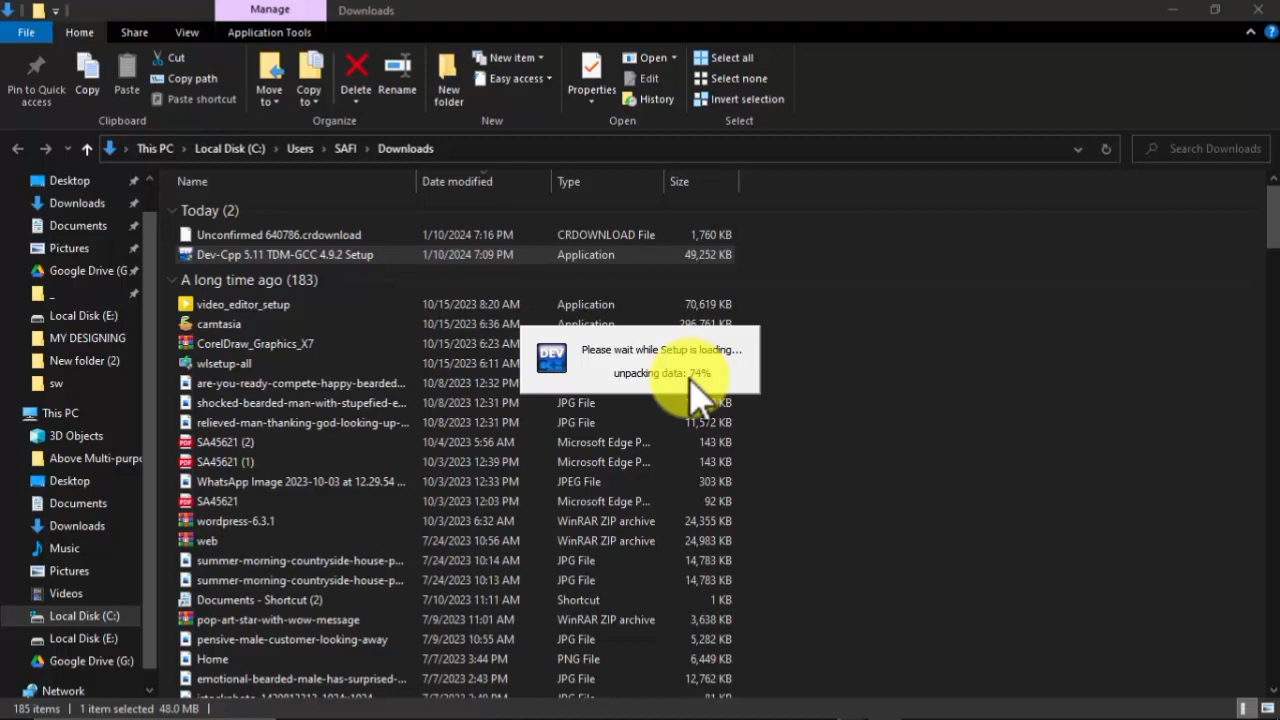 Manage
Downloads
File
Home
Share
View
Application Tools
Pin to Quick access
Copy
Paste
Cut
Copy path
Paste shortcut
Clipboard
Move to
Copy to
Delete
Rename
Organize
New folder
New item
Easy access
New
Properties
Open
Edit
History
Open
Select all
Select none
Invert selection
Select
This PC
Local Disk (C:)
Users
SAFI
Downloads
Search Downloads
Desktop
Downloads
Documents
Pictures
Google Drive (G
_
Local Disk (E:)
MY DESIGNING
New folder (2)
sw
This PC
3D Objects
Above Multi-purp
Desktop
Documents
Downloads
Music
Pictures
Videos
Local Disk (C:)
Local Disk (E:)
Google Drive (G:)
Network
Name Date modified Type Size
Today (2)
Unconfirmed 640786.crdownload 1/10/2024 7:16 PM CRDOWNLOAD File 1,760 KB
Dev-Cpp 5.11 TDM-GCC 4.9.2 Setup 1/10/2024 7:09 PM Application 49,252 KB
A long time ago (183)
video_editor_setup 10/15/2023 8:20 AM Application 70,619 KB
camtasia 10/15/2023 6:36 AM Application 296,761 KB
CorelDraw_Graphics_X7 10/15/2023 6:23 AM
wlsetup-all 10/15/2023 6:11 AM
are-you-ready-compete-happy-bearded... 10/8/2023 12:32 PM
shocked-bearded-man-with-stupefied-e... 10/8/2023 12:31 PM JPG File
relieved-man-thanking-god-looking-up-... 10/8/2023 12:31 PM JPG File 11,572 KB
SA45621 (2) 10/4/2023 5:56 AM Microsoft Edge P... 143 KB
SA45621 (1) 10/3/2023 12:39 PM Microsoft Edge P... 143 KB
WhatsApp Image 2023-10-03 at 12.29.54 ... 10/3/2023 12:33 PM JPEG File 303 KB
SA45621 10/3/2023 12:03 PM Microsoft Edge P... 92 KB
wordpress-6.3.1 10/3/2023 6:32 AM WinRAR ZIP archive 24,355 KB
web 7/24/2023 10:56 AM WinRAR ZIP archive 24,983 KB
summer-morning-countryside-house-p... 7/24/2023 10:14 AM JPG File 14,783 KB
summer-morning-countryside-house-p... 7/24/2023 10:13 AM JPG File 14,783 KB
Documents - Shortcut (2) 7/10/2023 11:11 AM Shortcut 1 KB
pop-art-star-with-wow-message 7/9/2023 11:01 AM WinRAR ZIP archive 3,638 KB
pensive-male-customer-looking-away 7/9/2023 10:55 AM JPG File 5,282 KB
Home 7/7/2023 3:44 PM PNG File 6,449 KB
emotional-bearded-male-has-surprised-... 7/7/2023 2:43 PM JPG File 12,762 KB
DEV
Please wait while Setup is loading...
unpacking data: 74%
185 items
1 item selected 48.0 MB